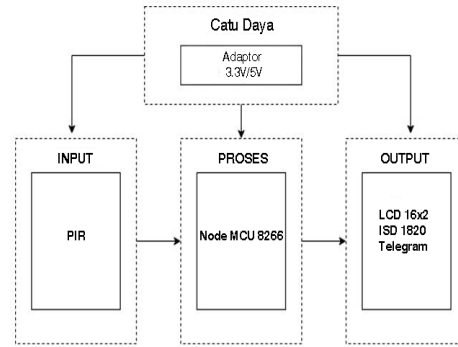 Catu Daya
Adaptor
3.3V/5V
INPUT
PIR
PROSES
Node MCU 8266
OUTPUT
LCD 16x2
ISD 1820
Telegram